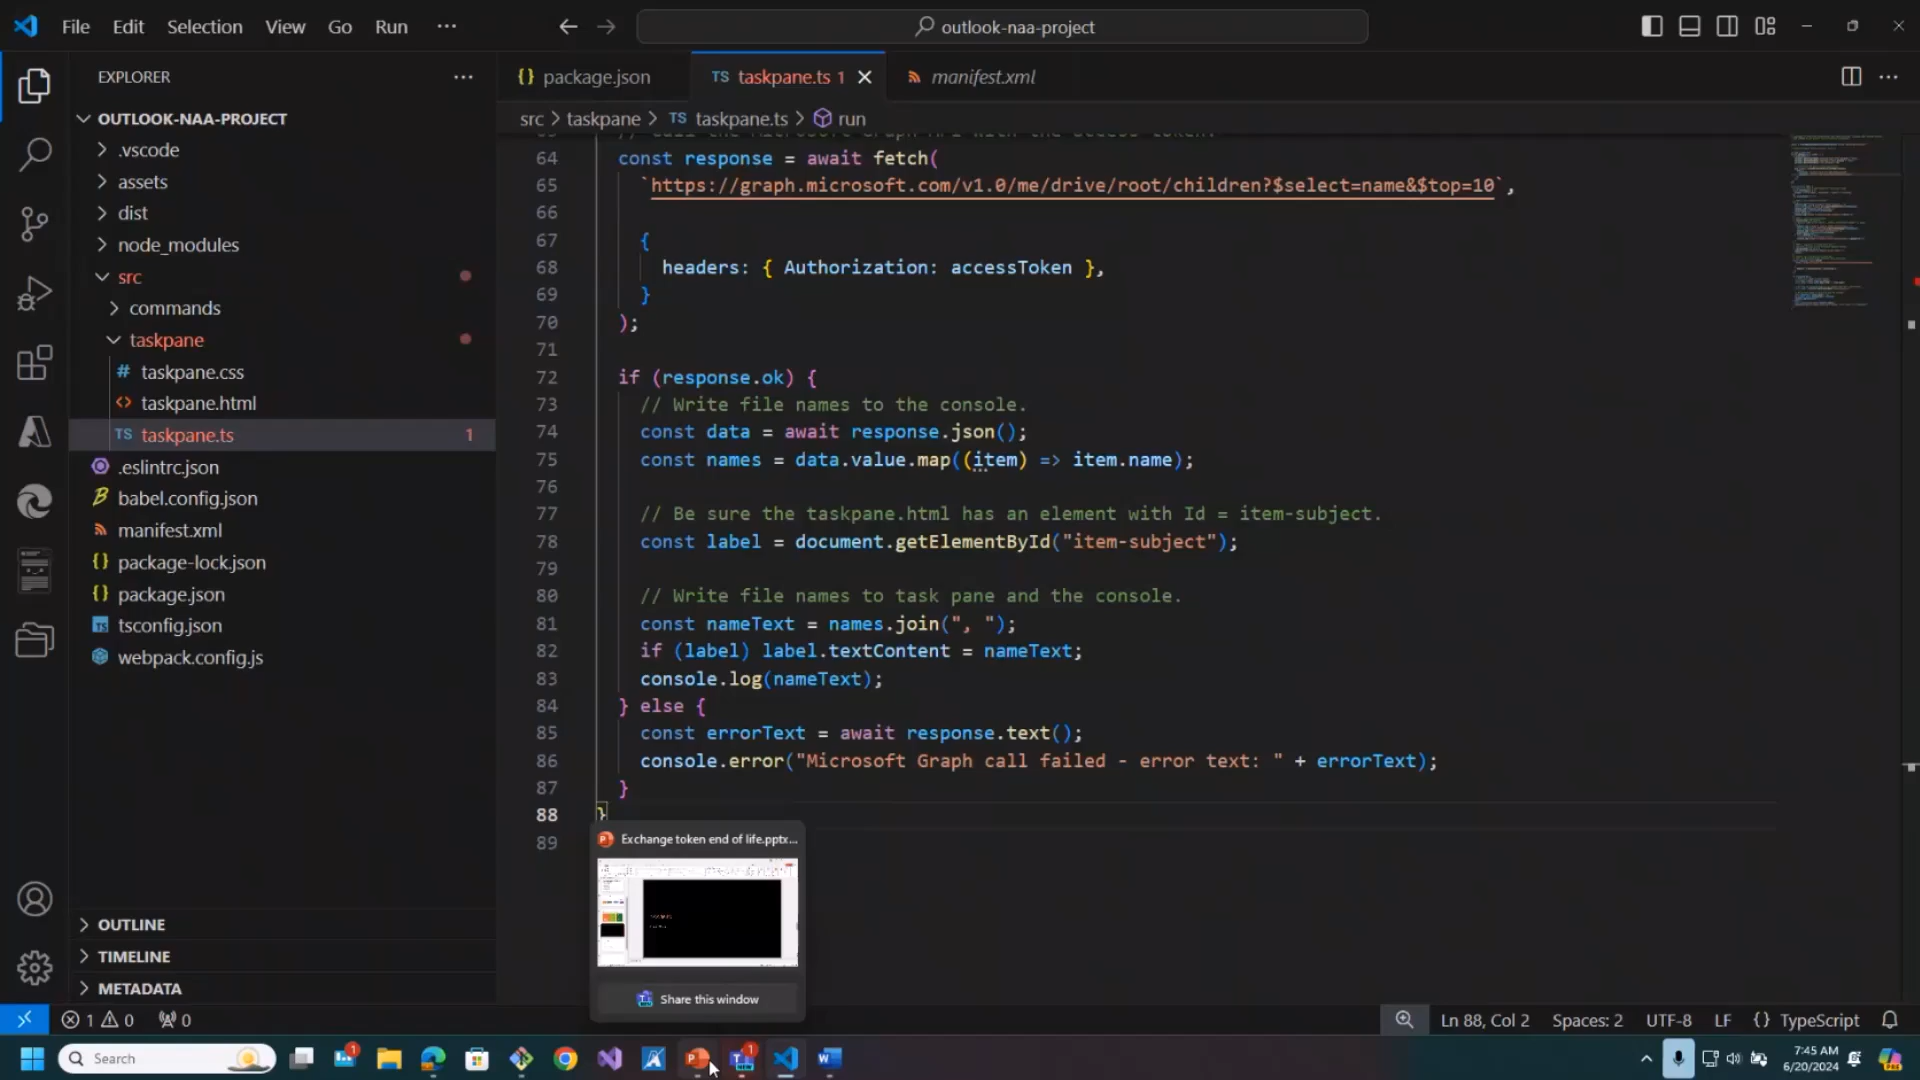 File Edit Selection View Go Run ···
outlook-naa-project
EXPLORER
OUTLOOK-NAA-PROJECT
.vscode
assets
dist
node_modules
src
commands
taskpane
# taskpane.css
<> taskpane.html
TS taskpane.ts 1
.eslintrc.json
babel.config.json
manifest.xml
{} package-lock.json
{} package.json
TS tsconfig.json
webpack.config.js
OUTLINE
TIMELINE
METADATA
{} package.json
TS taskpane.ts 1
manifest.xml
src > taskpane > TS taskpane.ts > run
64 const response = await fetch(
65 `https://graph.microsoft.com/v1.0/me/drive/root/children?$select=name&$top=10`,
66
67 {
68 headers: { Authorization: accessToken },
69 }
70 );
71
72 if (response.ok) {
73 // Write file names to the console.
74 const data = await response.json();
75 const names = data.value.map((item) => item.name);
76
77 // Be sure the taskpane.html has an element with Id = item-subject.
78 const label = document.getElementById("item-subject");
79
80 // Write file names to task pane and the console.
81 const nameText = names.join(", ");
82 if (label) label.textContent = nameText;
83 console.log(nameText);
84 } else {
85 const errorText = await response.text();
86 console.error("Microsoft Graph call failed - error text: " + errorText);
87 }
88 }
89
Exchange token end of life.pptx...
Share this window
1 0 0
Ln 88, Col 2 Spaces: 2 UTF-8 LF {} TypeScript
Search
1
1
7:45 AM
6/20/2024